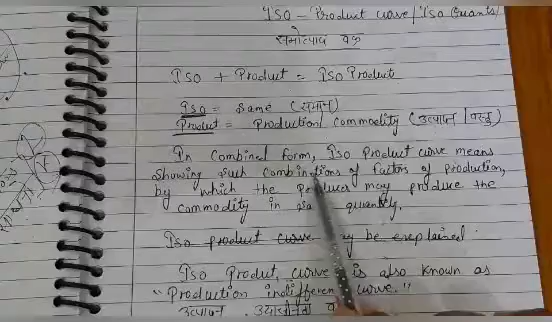 Iso - Product curve / Iso Quants
समोत्पाद वक्र
Iso + Product = Iso Product
Iso = Same (समान)
Product = Production / Commodity (उत्पादन / वस्तु)
In Combined form, Iso Product curve means
showing such combinations of factors of production,
by which the Producer may produce the
commodity in quantity.
Iso product curve be explained.
Iso Product, curve is also known as
"Production indifferen curve."
उत्पादन